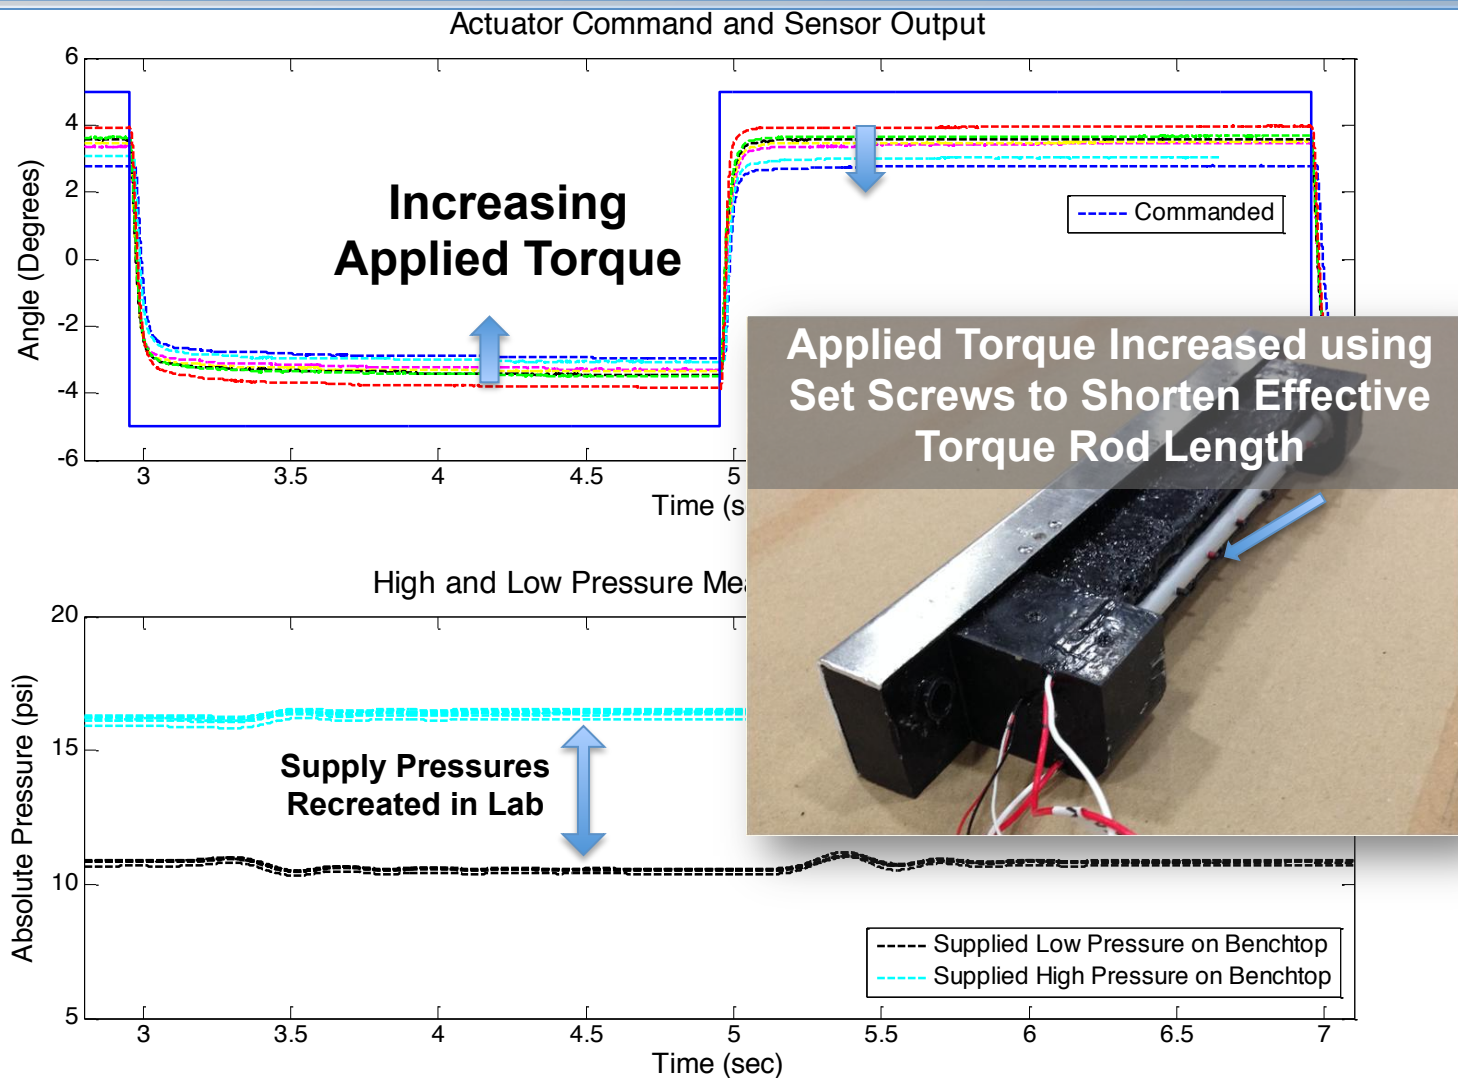 Actuator Command and Sensor Output
6
4
2
0
-2
-4
-6
Angle (Degrees)
Increasing
Applied Torque
Commanded
3
3.5
4
4.5
5
Time (s
Applied Torque Increased using
Set Screws to Shorten Effective
Torque Rod Length
High and Low Pressure Mea
20
15
10
5
Absolute Pressure (psi)
Supply Pressures
Recreated in Lab
Supplied Low Pressure on Benchtop
Supplied High Pressure on Benchtop
3
3.5
4
4.5
5
5.5
6
6.5
7
Time (sec)